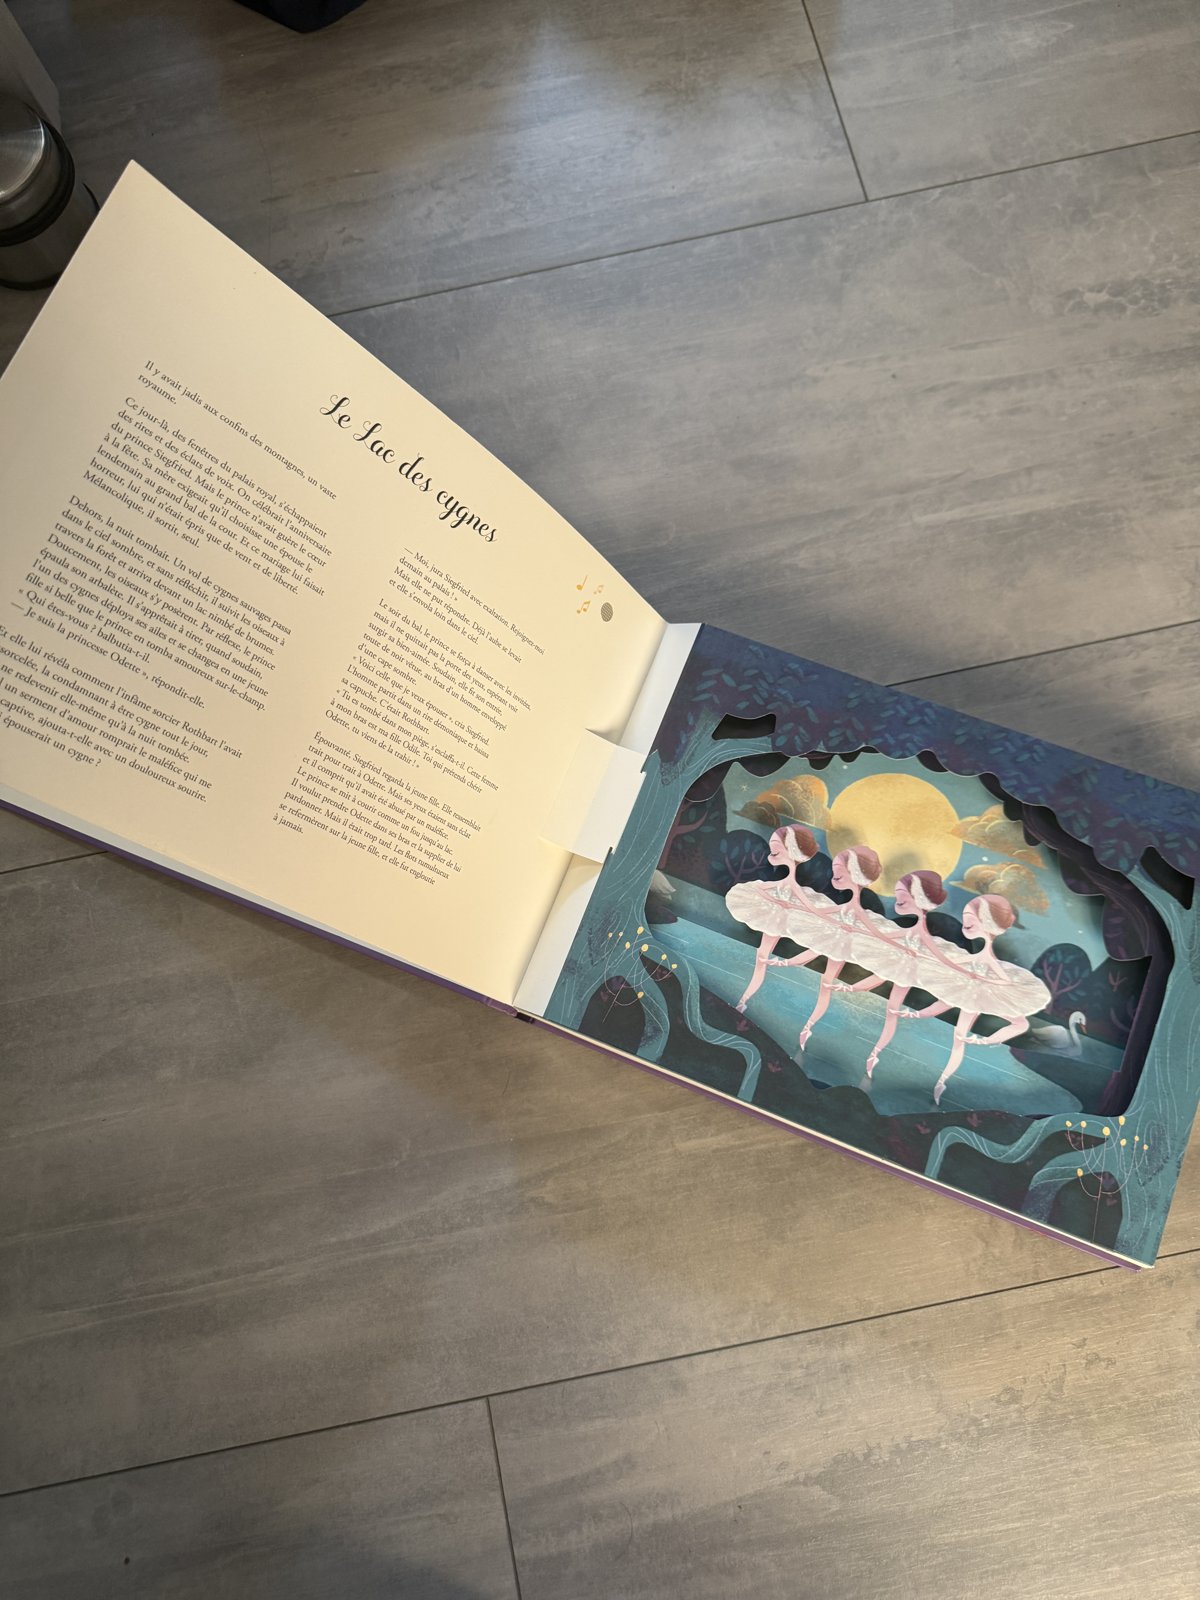 Le Lac des cygnes
Il y avait jadis aux confins des montagnes, un vaste
royaume.
Ce jour-là, des fenêtres du palais royal, s'échappaient
des rires et des éclats de voix. On célébrait l'anniversaire
du prince Siegfried. Mais le prince n'avait guère le cœur
à la fête. Sa mère exigeait qu'il choisisse une épouse le
lendemain au grand bal de la cour. Et ce mariage lui faisait
horreur, lui qui n'était épris que de vent et de liberté.
Mélancolique, il sortit, seul.
Dehors, la nuit tombait. Un vol de cygnes sauvages passa
dans le ciel sombre, et sans réfléchir, il suivit les oiseaux à
travers la forêt et arriva devant un lac nimbé de brumes.
Doucement, les oiseaux s'y posèrent. Par réflexe, le prince
épaula son arbalète. Il s'apprêtait à tirer, quand soudain,
l'un des cygnes déploya ses ailes et se changea en une jeune
fille si belle que le prince en tomba amoureux sur-le-champ.
« Qui êtes-vous ? balbutia-t-il.
— Je suis la princesse Odette », répondit-elle.
Et elle lui révéla comment l'infâme sorcier Rothbart l'avait
sorcelée, la condamnant à être cygne tout le jour,
ne redevenir elle-même qu'à la nuit tombée.
un serment d'amour romprait le maléfice qui me
captive, ajouta-t-elle avec un douloureux sourire.
épouserait un cygne ?
— Moi, jura Siegfried avec exaltation. Rejoignez-moi
demain au palais ! »
Mais elle ne put répondre. Déjà l'aube se levait
et elle s'envola loin dans le ciel.
Le soir du bal, le prince se força à danser avec les invitées,
mais il ne quittait pas la porte des yeux, espérant voir
surgir sa bien-aimée. Soudain, elle fit son entrée,
toute de noir vêtue, au bras d'un homme enveloppé
d'une cape sombre.
« Voici celle que je veux épouser », cria Siegfried.
L'homme partit dans un rire démoniaque et baissa
sa capuche. C'était Rothbart.
« Tu es tombé dans mon piège, s'esclaffa-t-il. Cette femme
à mon bras est ma fille Odile. Toi qui prétends chérir
Odette, tu viens de la trahir ! »
Épouvanté, Siegfried regarda la jeune fille. Elle ressemblait
trait pour trait à Odette. Mais ses yeux étaient sans éclat
et il comprit qu'il avait été abusé par un maléfice.
Le prince se mit à courir comme un fou jusqu'au lac.
Il voulut prendre Odette dans ses bras et la supplier de lui
pardonner. Mais il était trop tard. Les flots tumultueux
se refermèrent sur la jeune fille, et elle fut engloutie
à jamais.